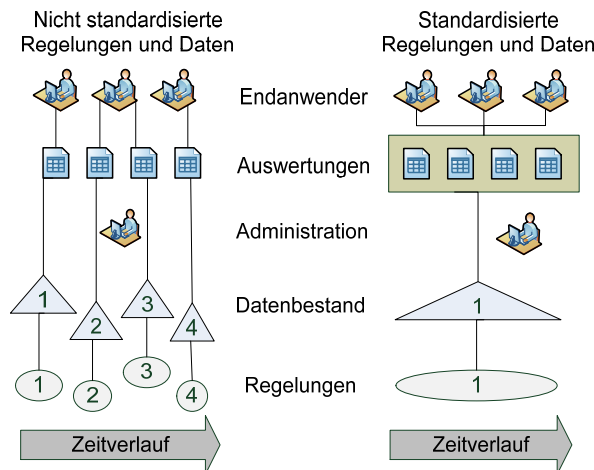 Nicht standardisierte
Regelungen und Daten
Standardisierte
Regelungen und Daten
Endanwender
Auswertungen
Administration
Datenbestand
1
2
3
4
1
Regelungen
1
2
3
4
1
Zeitverlauf
Zeitverlauf